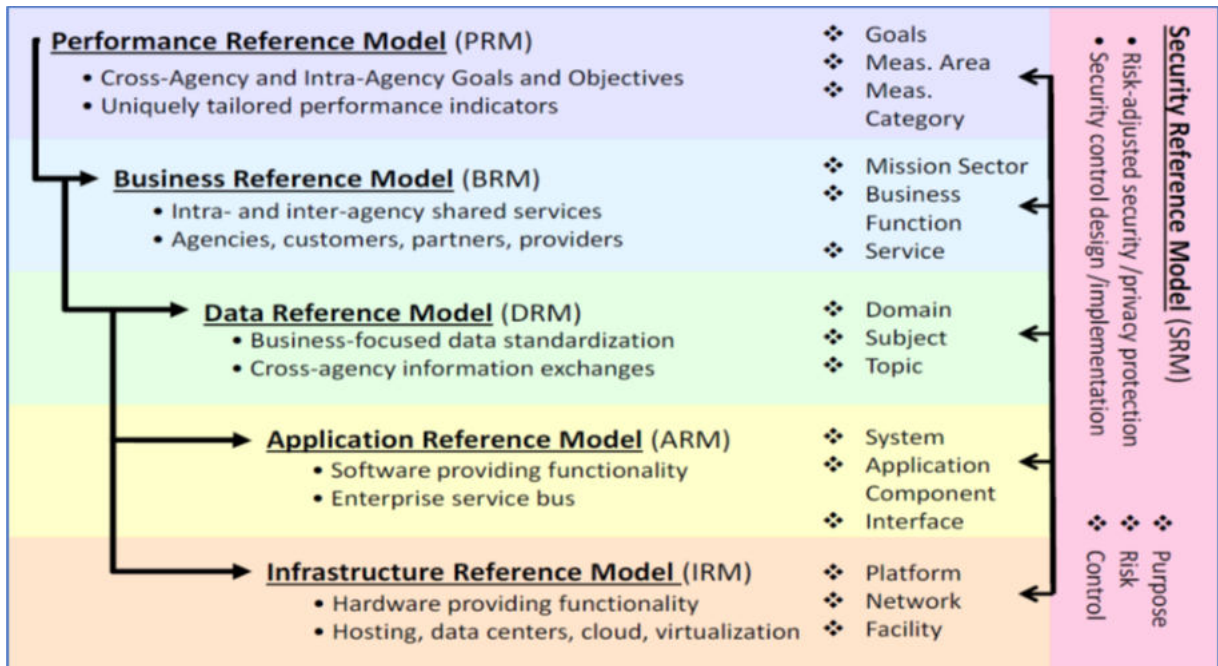 Performance Reference Model (PRM)
• Cross-Agency and Intra-Agency Goals and Objectives
• Uniquely tailored performance indicators
❖ Goals
❖ Meas. Area
❖ Meas.
Category
Business Reference Model (BRM)
• Intra- and inter-agency shared services
• Agencies, customers, partners, providers
❖ Mission Sector
❖ Business
Function
❖ Service
Data Reference Model (DRM)
• Business-focused data standardization
• Cross-agency information exchanges
❖ Domain
❖ Subject
❖ Topic
Application Reference Model (ARM)
• Software providing functionality
• Enterprise service bus
❖ System
❖ Application
Component
❖ Interface
Infrastructure Reference Model (IRM)
• Hardware providing functionality
• Hosting, data centers, cloud, virtualization
❖ Platform
❖ Network
❖ Facility
Security Reference Model (SRM)
• Risk-adjusted security /privacy protection
• Security control design /implementation
❖ Purpose
❖ Risk
❖ Control